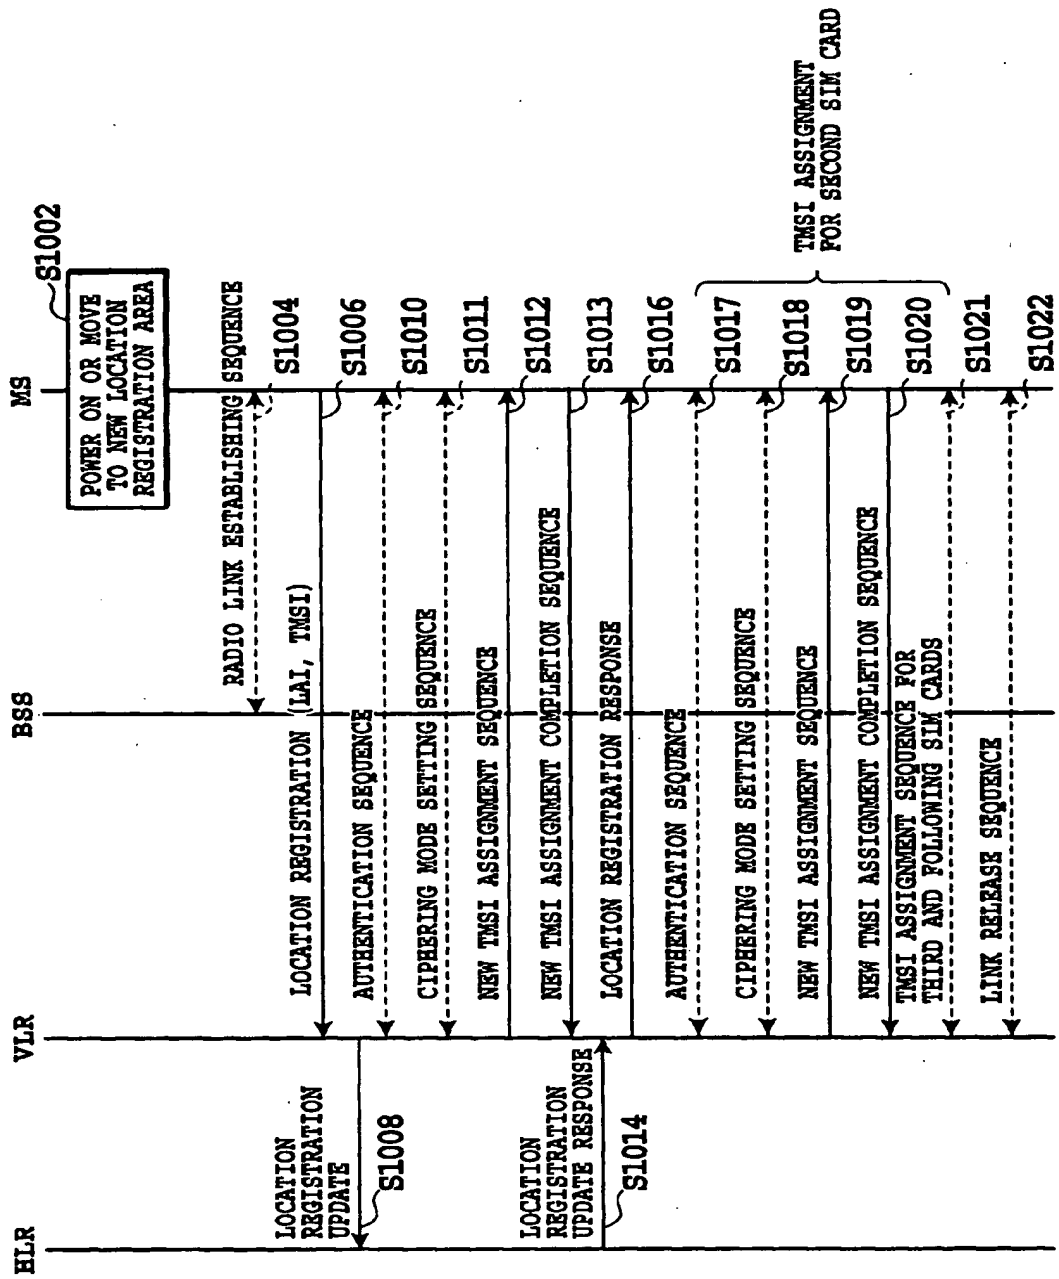 HLR
VLR
BSS
MS
POWER ON OR MOVE
TO NEW LOCATION
REGISTRATION AREA
S1002
RADIO LINK ESTABLISHING SEQUENCE
S1004
LOCATION REGISTRATION (LAI, TMSI)
S1006
LOCATION
REGISTRATION
UPDATE
S1008
AUTHENTICATION SEQUENCE
S1010
CIPHERING MODE SETTING SEQUENCE
S1011
NEW TMSI ASSIGNMENT SEQUENCE
S1012
NEW TMSI ASSIGNMENT COMPLETION SEQUENCE
S1013
LOCATION
REGISTRATION
UPDATE RESPONSE
S1014
LOCATION REGISTRATION RESPONSE
S1016
AUTHENTICATION SEQUENCE
S1017
CIPHERING MODE SETTING SEQUENCE
S1018
NEW TMSI ASSIGNMENT SEQUENCE
S1019
NEW TMSI ASSIGNMENT COMPLETION SEQUENCE
S1020
TMSI ASSIGNMENT
FOR SECOND SIM CARD
TMSI ASSIGNMENT SEQUENCE FOR
THIRD AND FOLLOWING SIM CARDS
S1021
LINK RELEASE SEQUENCE
S1022